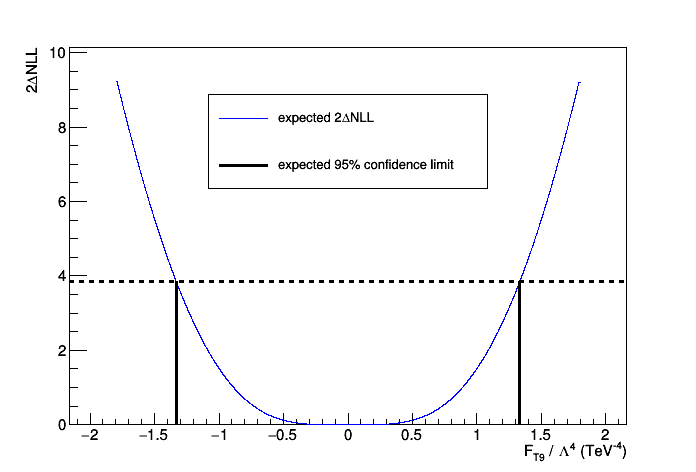 2ΔNLL
10
8
6
4
2
0
expected 2ΔNLL
expected 95% confidence limit
−2 −1.5 −1 −0.5 0 0.5 1 1.5 2
F_T9 / Λ^4 (TeV^-4)